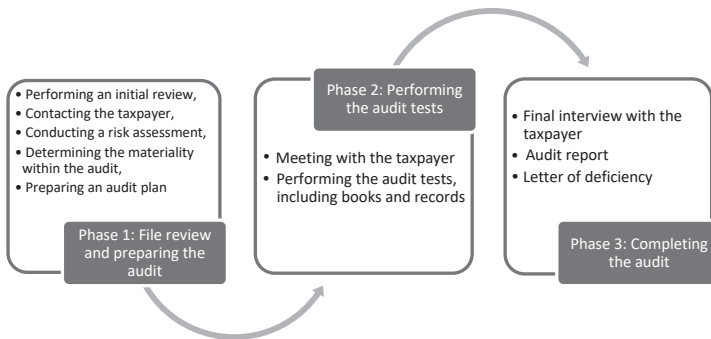 • Performing an initial review,
• Contacting the taxpayer,
• Conducting a risk assessment,
• Determining the materiality
within the audit,
• Preparing an audit plan
Phase 1: File review
and preparing the
audit
Phase 2: Performing
the audit tests
• Meeting with the taxpayer
• Performing the audit tests,
including books and records
• Final interview with the
taxpayer
• Audit report
• Letter of deficiency
Phase 3: Completing
the audit